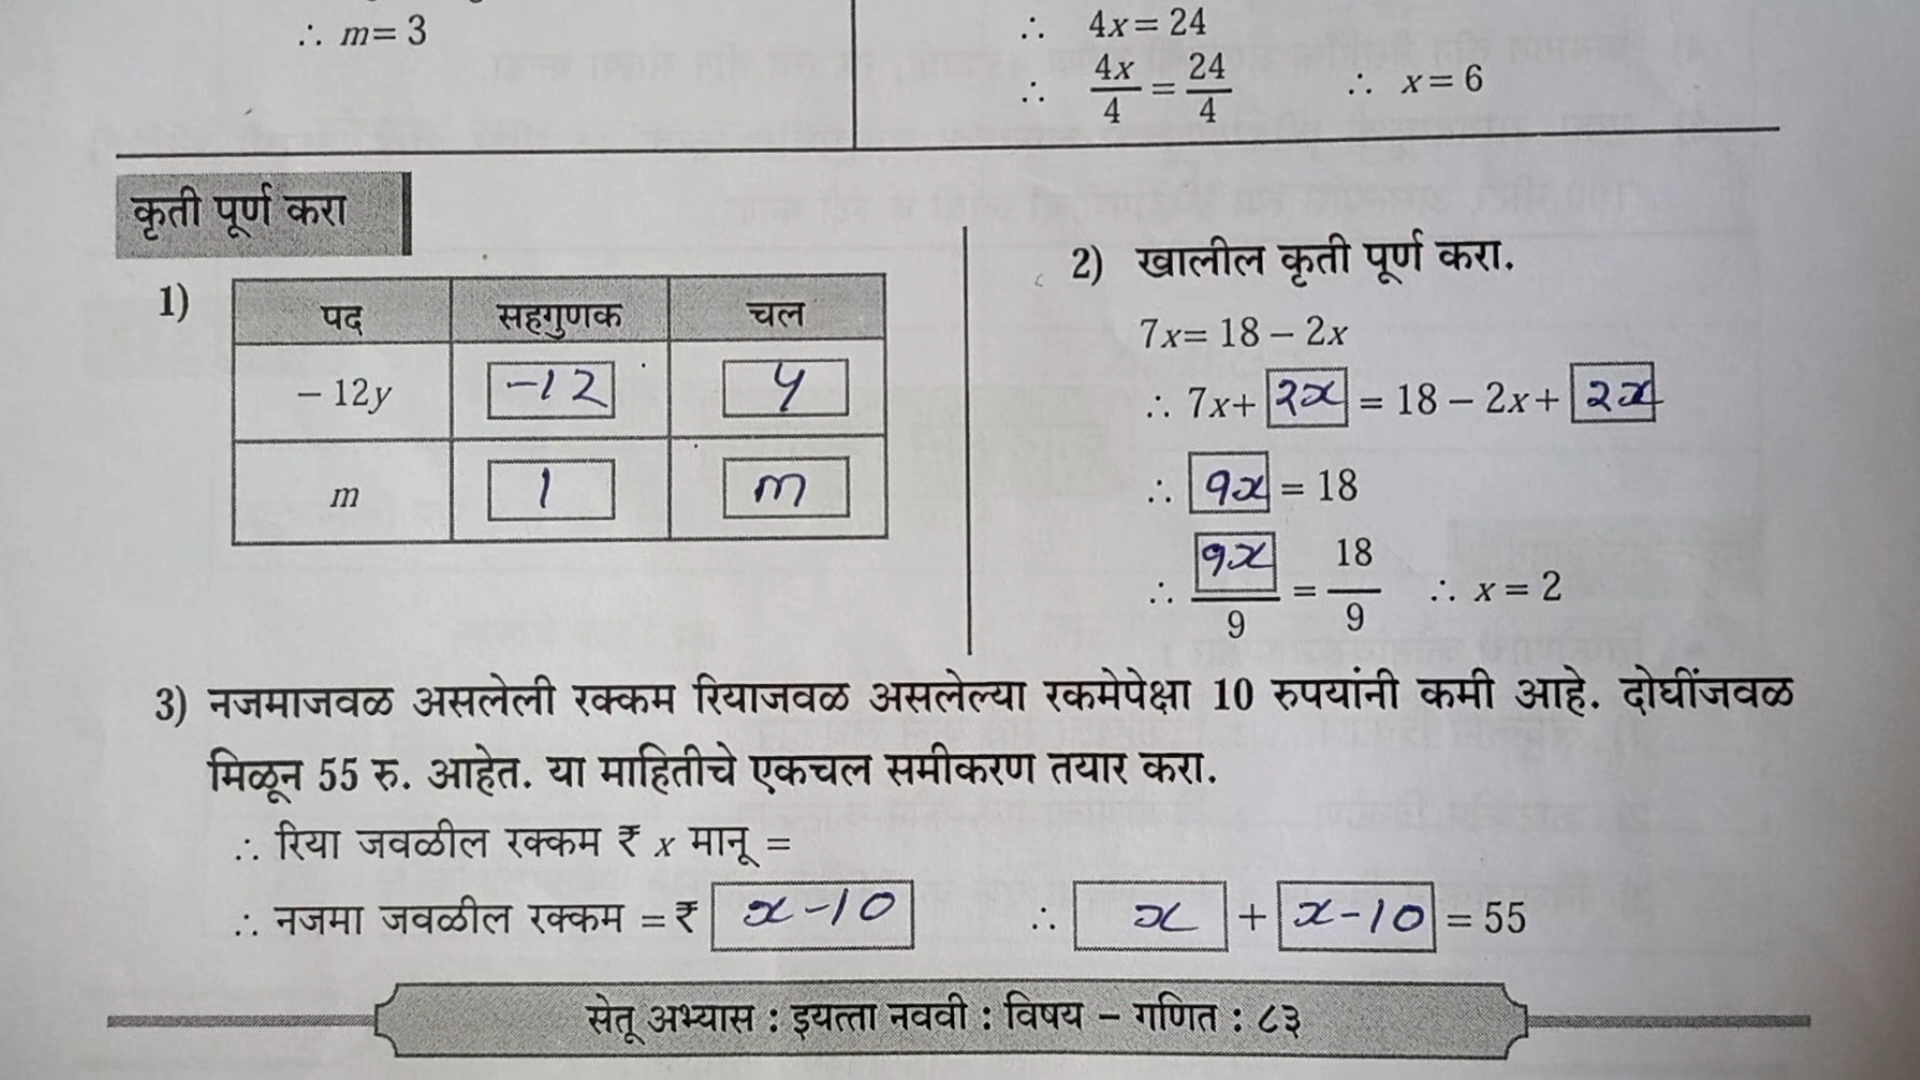 ∴ m= 3
∴ 4x= 24
∴ 4x/4 = 24/4 ∴ x= 6
कृती पूर्ण करा
1)
पद सहगुणक चल
– 12y -12 y
m 1 m
2) खालील कृती पूर्ण करा.
7x= 18 – 2x
∴ 7x+ 2x = 18 – 2x+ 2x
∴ 9x = 18
∴ 9x/9 = 18/9 ∴ x= 2
3) नजमाजवळ असलेली रक्कम रियाजवळ असलेल्या रकमेपेक्षा 10 रुपयांनी कमी आहे. दोघींजवळ
मिळून 55 रु. आहेत. या माहितीचे एकचल समीकरण तयार करा.
∴ रिया जवळील रक्कम ₹ x मानू =
∴ नजमा जवळील रक्कम = ₹ x-10 ∴ x + x-10 = 55
सेतू अभ्यास : इयत्ता नववी : विषय – गणित : ८३